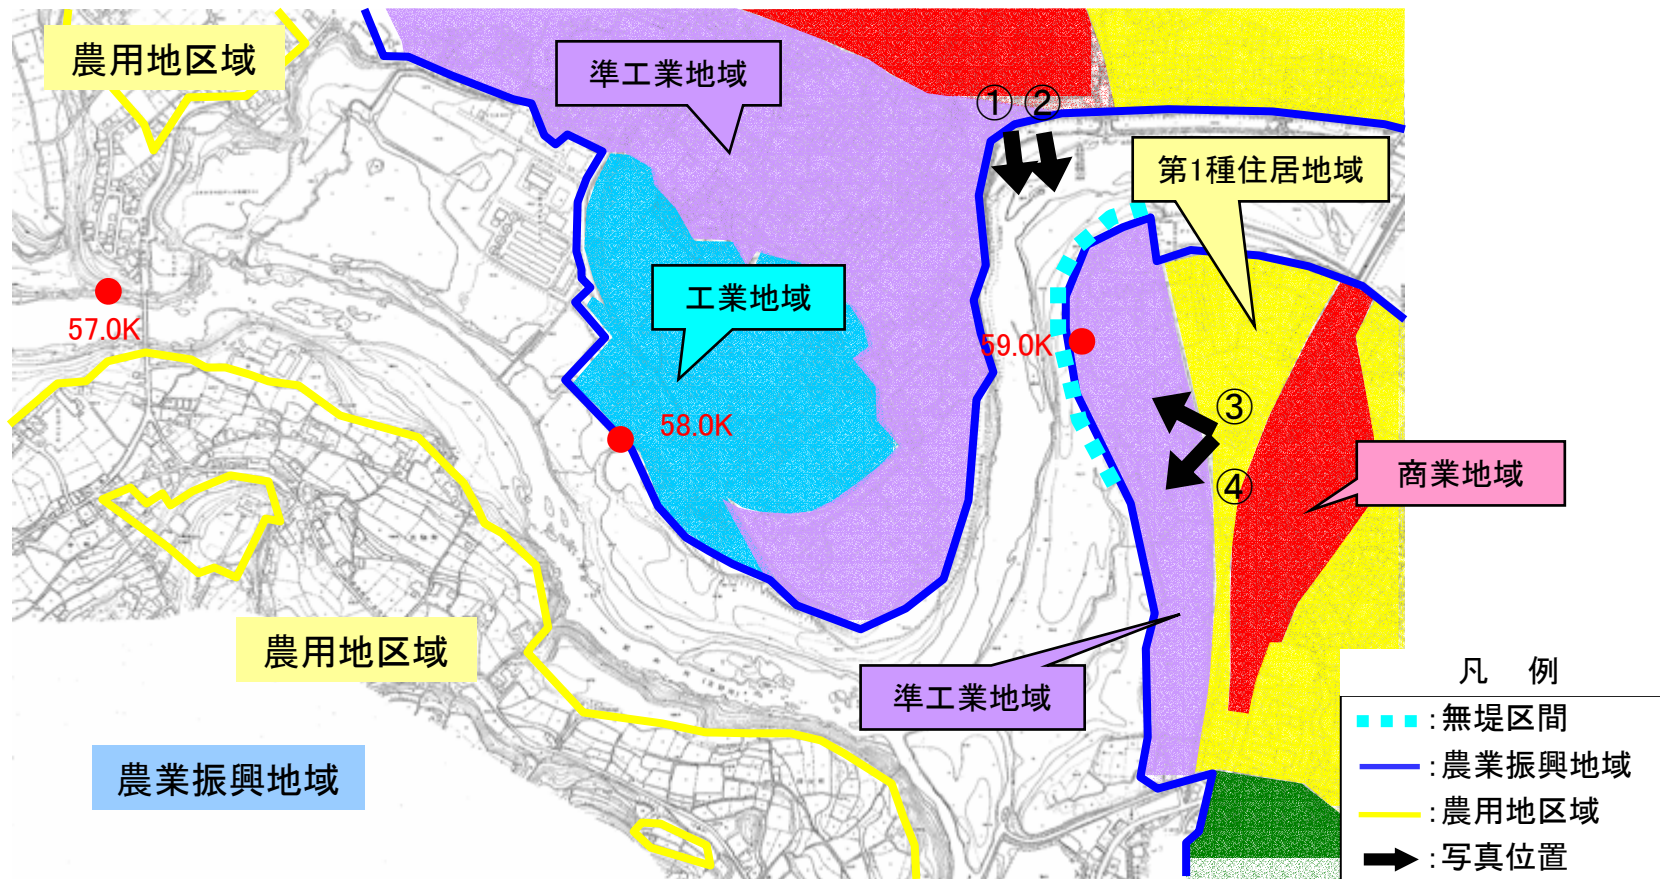 農用地区域
準工業地域
① ②
第1種住居地域
工業地域
57.0K
59.0K
58.0K
③
④
商業地域
農用地区域
準工業地域
農業振興地域
凡 例
:無堤区間
:農業振興地域
:農用地区域
:写真位置